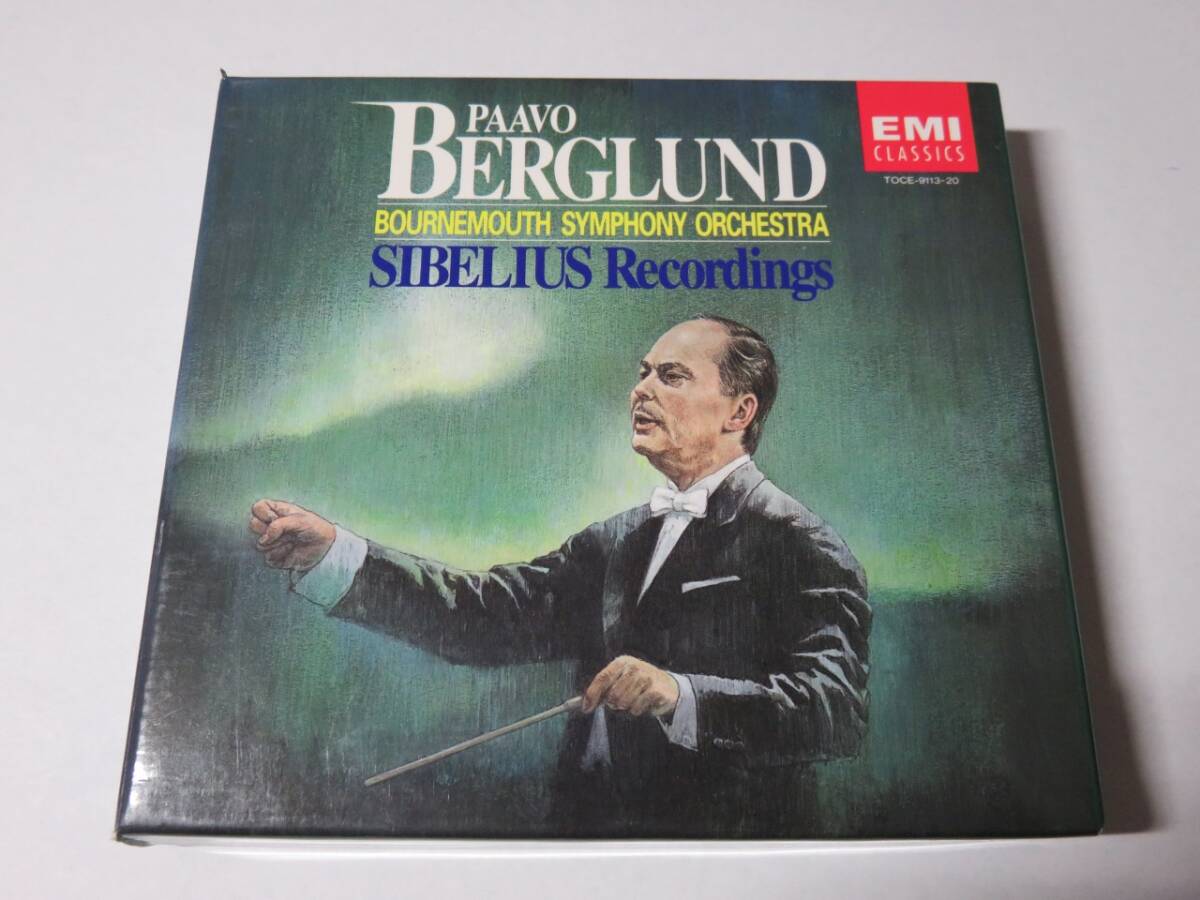 PAAVO
BERGLUND
BOURNEMOUTH SYMPHONY ORCHESTRA
SIBELIUS Recordings
EMI
CLASSICS
TOCE-9113-20